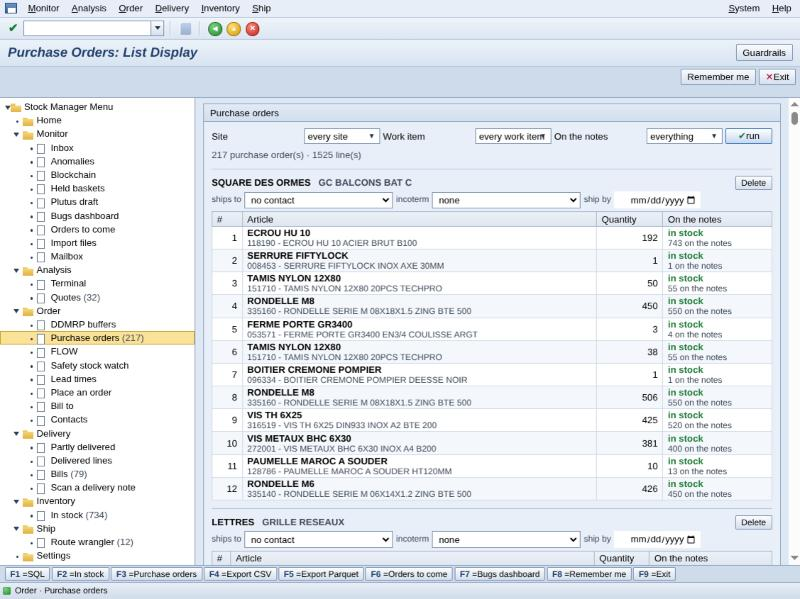 Monitor Analysis Order Delivery Inventory Ship System Help
Purchase Orders: List Display Guardrails
Remember me ✕Exit
Stock Manager Menu
Home
Monitor
Inbox
Anomalies
Blockchain
Held baskets
Plutus draft
Bugs dashboard
Orders to come
Import files
Mailbox
Analysis
Terminal
Quotes (32)
Order
DDMRP buffers
Purchase orders (217)
FLOW
Safety stock watch
Lead times
Place an order
Bill to
Contacts
Delivery
Partly delivered
Delivered lines
Bills (79)
Scan a delivery note
Inventory
In stock (734)
Ship
Route wrangler (12)
Settings
Purchase orders
Site every site Work item every work item On the notes everything ✔run
217 purchase order(s) · 1525 line(s)
SQUARE DES ORMES GC BALCONS BAT C Delete
ships to no contact incoterm none ship by mm/dd/yyyy
# Article Quantity On the notes
1 ECROU HU 10 192 in stock
118190 - ECROU HU 10 ACIER BRUT B100 743 on the notes
2 SERRURE FIFTYLOCK 1 in stock
008453 - SERRURE FIFTYLOCK INOX AXE 30MM 1 on the notes
3 TAMIS NYLON 12X80 50 in stock
151710 - TAMIS NYLON 12X80 20PCS TECHPRO 55 on the notes
4 RONDELLE M8 450 in stock
335160 - RONDELLE SERIE M 08X18X1.5 ZING BTE 500 550 on the notes
5 FERME PORTE GR3400 3 in stock
053571 - FERME PORTE GR3400 EN3/4 COULISSE ARGT 4 on the notes
6 TAMIS NYLON 12X80 38 in stock
151710 - TAMIS NYLON 12X80 20PCS TECHPRO 55 on the notes
7 BOITIER CREMONE POMPIER 1 in stock
096334 - BOITIER CREMONE POMPIER DEESSE NOIR 1 on the notes
8 RONDELLE M8 506 in stock
335160 - RONDELLE SERIE M 08X18X1.5 ZING BTE 500 550 on the notes
9 VIS TH 6X25 425 in stock
316519 - VIS TH 6X25 DIN933 INOX A2 BTE 200 520 on the notes
10 VIS METAUX BHC 6X30 381 in stock
272001 - VIS METAUX BHC 6X30 INOX A4 B200 400 on the notes
11 PAUMELLE MAROC A SOUDER 10 in stock
128786 - PAUMELLE MAROC A SOUDER HT120MM 13 on the notes
12 RONDELLE M6 426 in stock
335140 - RONDELLE SERIE M 06X14X1.2 ZING BTE 500 450 on the notes
LETTRES GRILLE RESEAUX Delete
ships to no contact incoterm none ship by mm/dd/yyyy
# Article Quantity On the notes
F1 =SQL F2 =In stock F3 =Purchase orders F4 =Export CSV F5 =Export Parquet F6 =Orders to come F7 =Bugs dashboard F8 =Remember me F9 =Exit
Order · Purchase orders